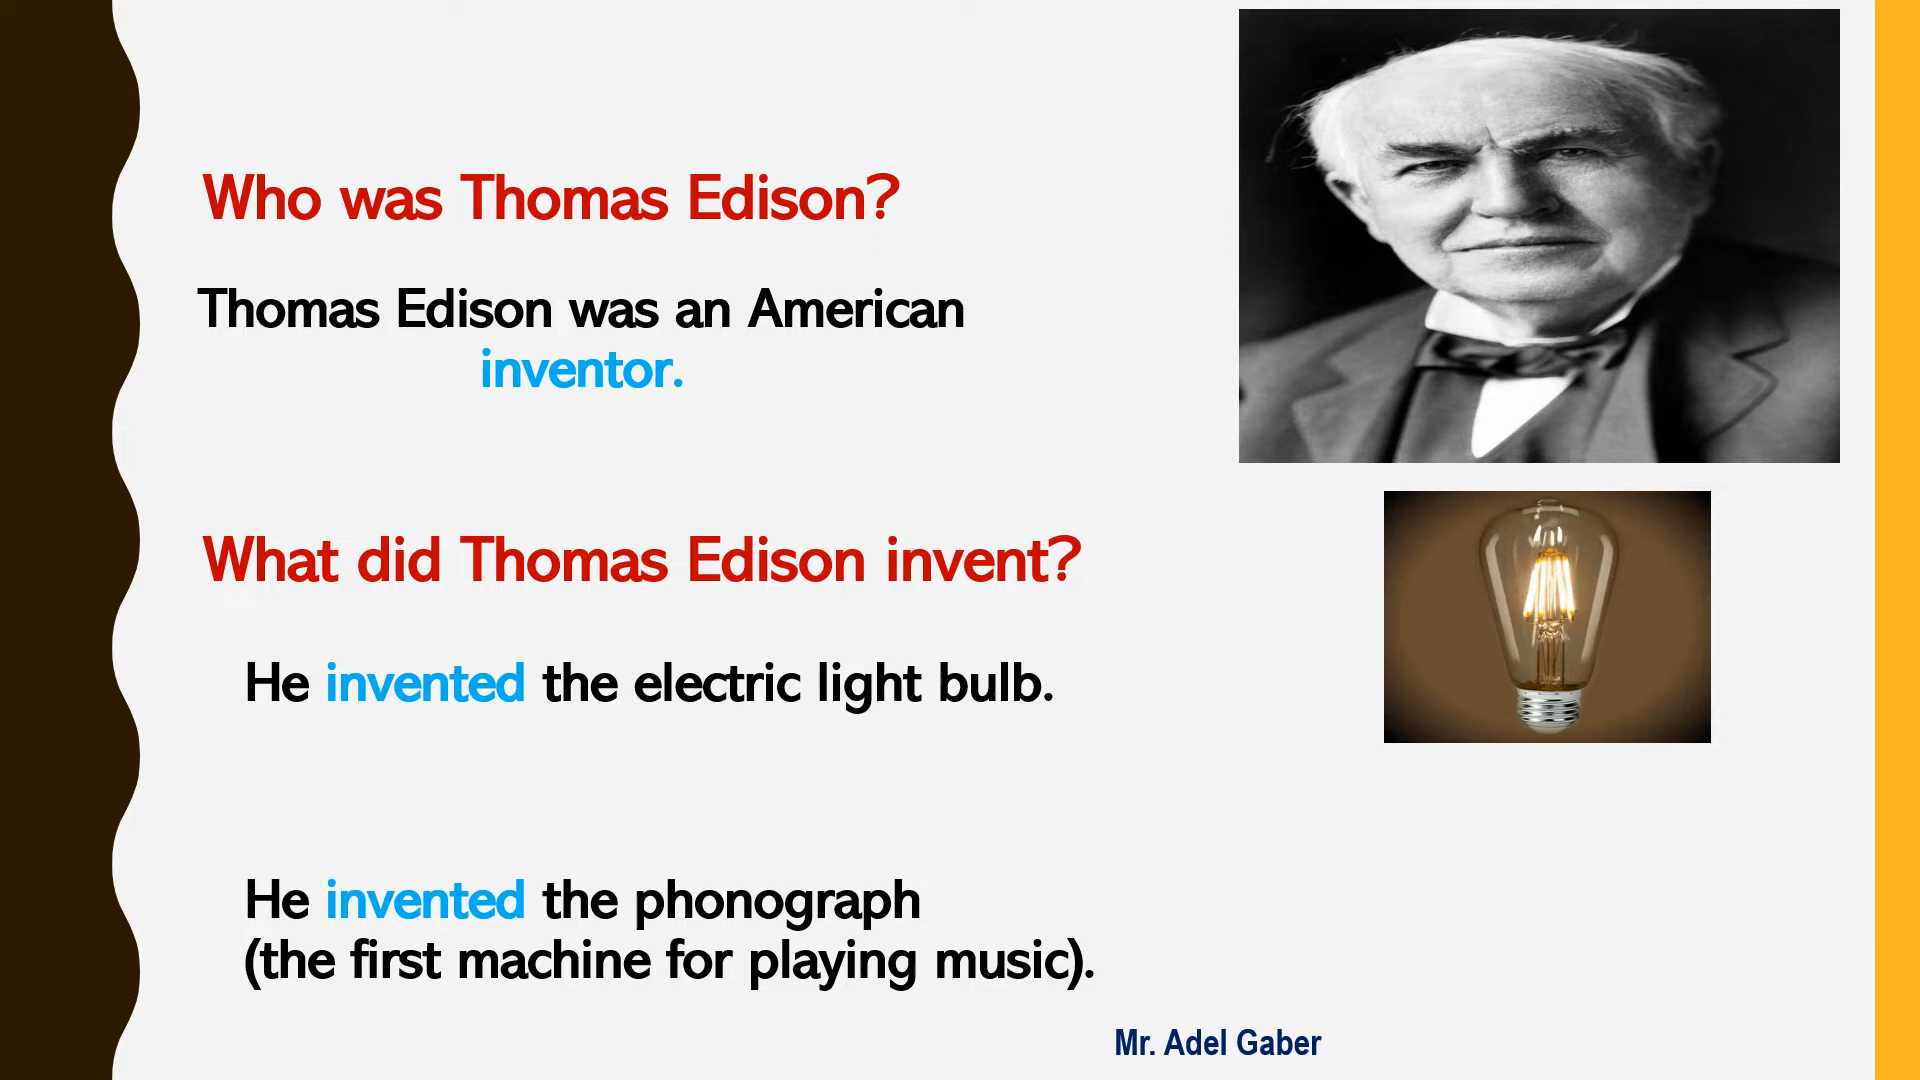 Who was Thomas Edison?
Thomas Edison was an American
inventor.
What did Thomas Edison invent?
He invented the electric light bulb.
He invented the phonograph
(the first machine for playing music).
Mr. Adel Gaber